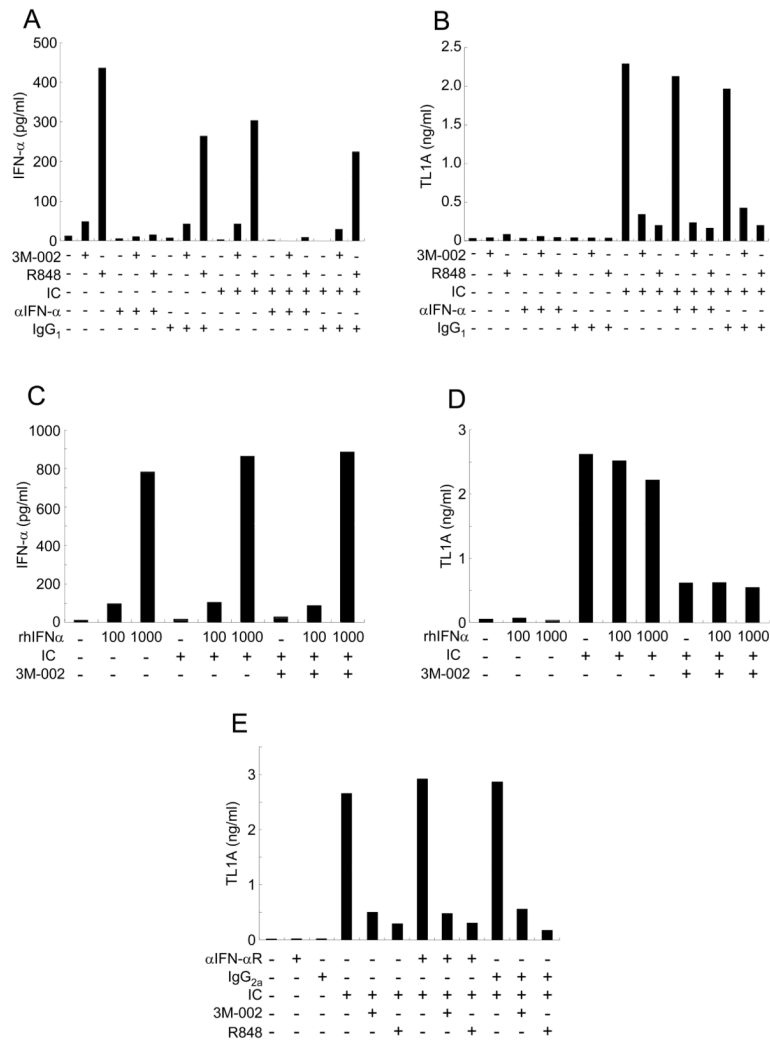 A
IFN-α (pg/ml)
500
400
300
200
100
0
3M-002 - + - - + - - + - - + - - + - - + -
R848 - - + - - + - - + - - + - - + - - +
IC - - - - - - - - - + + + + + + + + +
αIFN-α - - - + + + - - - - - - + + + - - -
IgG₁ - - - - - - + + + - - - - - - + + +
B
TL1A (ng/ml)
2.5
2.0
1.5
1.0
0.5
0
3M-002 - + - - + - - + - - + - - + - - + -
R848 - - + - - + - - + - - + - - + - - +
IC - - - - - - - - - + + + + + + + + +
αIFN-α - - - + + + - - - - - - + + + - - -
IgG₁ - - - - - - + + + - - - - - - + + +
C
IFN-α (pg/ml)
1000
800
600
400
200
0
rhIFNα - 100 1000 - 100 1000 - 100 1000
IC - - - + + + + + +
3M-002 - - - - - - + + +
D
TL1A (ng/ml)
3
2
1
0
rhIFNα - 100 1000 - 100 1000 - 100 1000
IC - - - + + + + + +
3M-002 - - - - - - + + +
E
TL1A (ng/ml)
3
2
1
0
αIFN-αR - + - - - - + + + - - -
IgG₂ₐ - - + - - - - - - + + +
IC - - - + + + + + + + + +
3M-002 - - - - + - - + - - + -
R848 - - - - - + - - + - - +